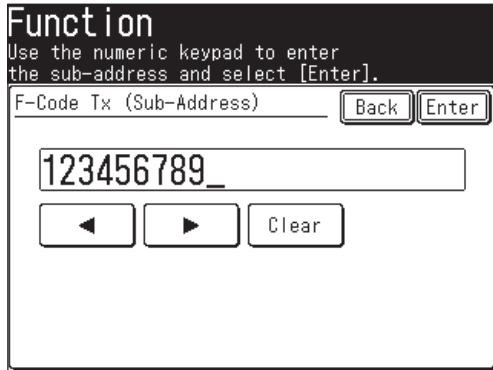 Function
Use the numeric keypad to enter
the sub-address and select [Enter].
F-Code Tx (Sub-Address)
Back
Enter
123456789_
◄
►
Clear